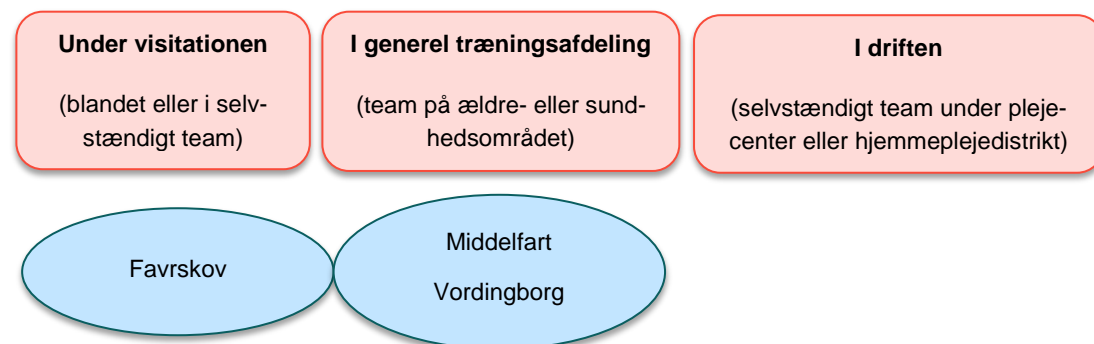 Under visitationen
(blandet eller i selv-
stændigt team)
I generel træningsafdeling
(team på ældre- eller sund-
hedsområdet)
I driften
(selvstændigt team under pleje-
center eller hjemmeplejedistrikt)
Favrskov
Middelfart
Vordingborg